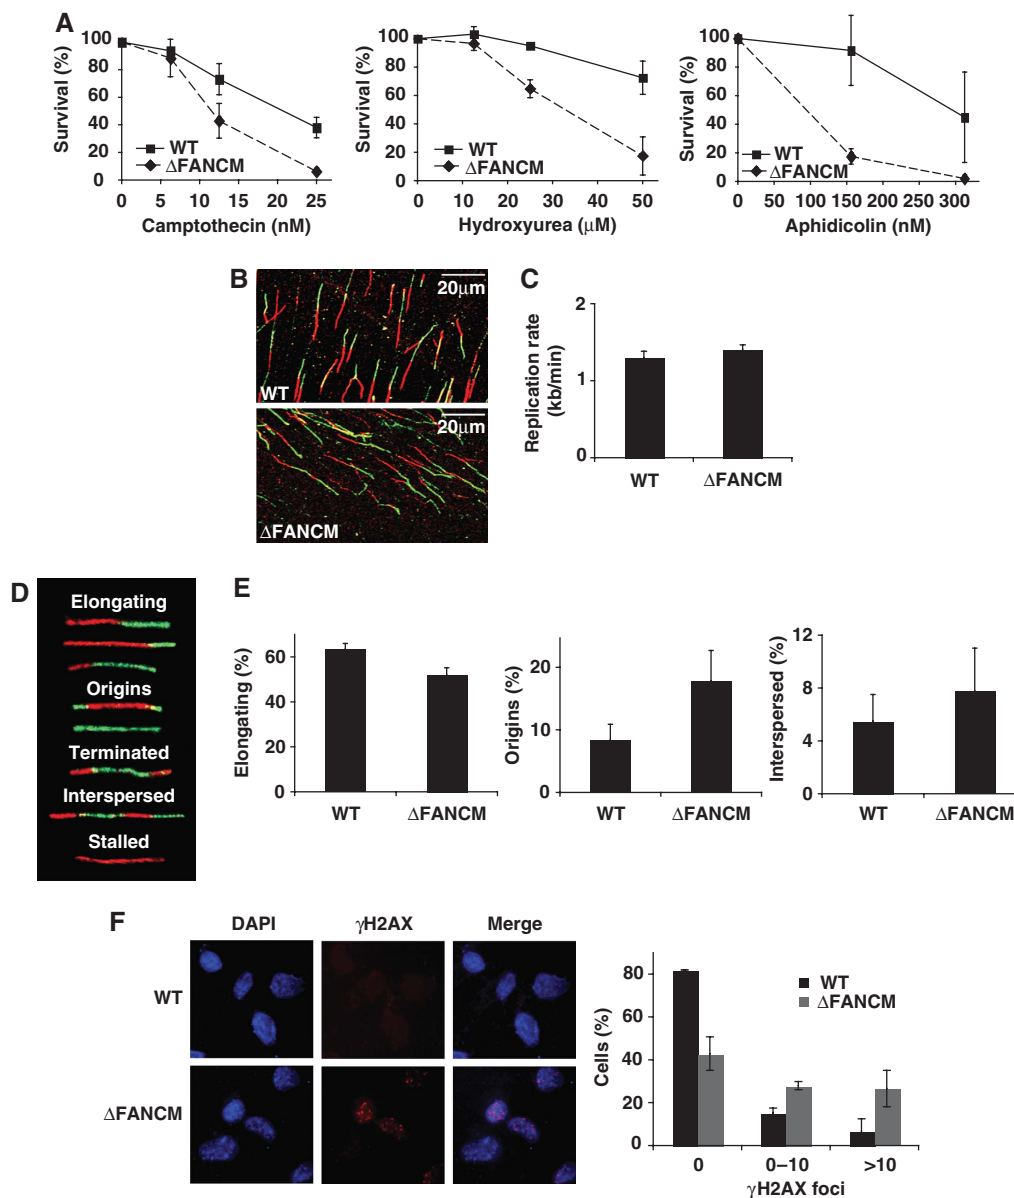 A
Survival (%)
100
80
60
40
20
0
WT
ΔFANCM
0 5 10 15 20 25
Camptothecin (nM)
Survival (%)
100
80
60
40
20
0
WT
ΔFANCM
0 10 20 30 40 50
Hydroxyurea (μM)
Survival (%)
100
80
60
40
20
0
WT
ΔFANCM
0 50 100 150 200 250 300
Aphidicolin (nM)
B
20μm
WT
20μm
ΔFANCM
C
Replication rate
(kb/min)
2
1
0
WT ΔFANCM
D
Elongating
Origins
Terminated
Interspersed
Stalled
E
Elongating (%)
60
40
20
0
WT ΔFANCM
Origins (%)
20
10
0
WT ΔFANCM
Interspersed (%)
12
8
4
0
WT ΔFANCM
F
DAPI γH2AX Merge
WT
ΔFANCM
Cells (%)
80
60
40
20
0
WT
ΔFANCM
0 0–10 >10
γH2AX foci